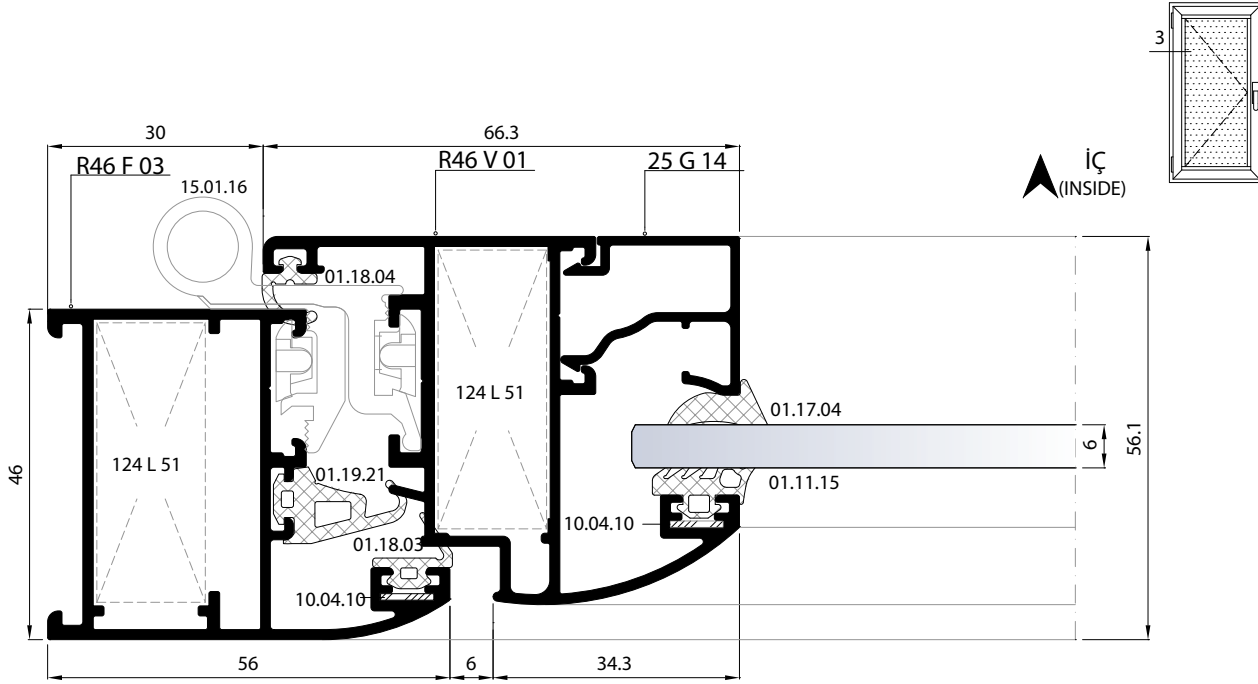 3
30
66.3
R46 F 03
R46 V 01
25 G 14
İÇ
(INSIDE)
15.01.16
01.18.04
124 L 51
01.17.04
6
56.1
46
124 L 51
01.19.21
01.11.15
10.04.10
01.18.03
10.04.10
56
6
34.3